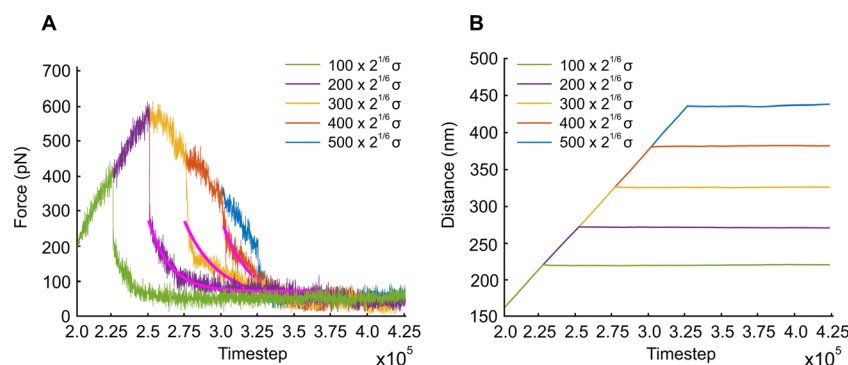 A
B
700
600
500
400
300
200
100
0
Force (pN)
100 x 2^1/6 σ
200 x 2^1/6 σ
300 x 2^1/6 σ
400 x 2^1/6 σ
500 x 2^1/6 σ
2.0 2.25 2.5 2.75 3.0 3.25 3.5 3.75 4.0 4.25
Timestep
x10^5
500
450
400
350
300
250
200
150
Distance (nm)
100 x 2^1/6 σ
200 x 2^1/6 σ
300 x 2^1/6 σ
400 x 2^1/6 σ
500 x 2^1/6 σ
2.0 2.25 2.5 2.75 3.0 3.25 3.5 3.75 4.0 4.25
Timestep
x10^5